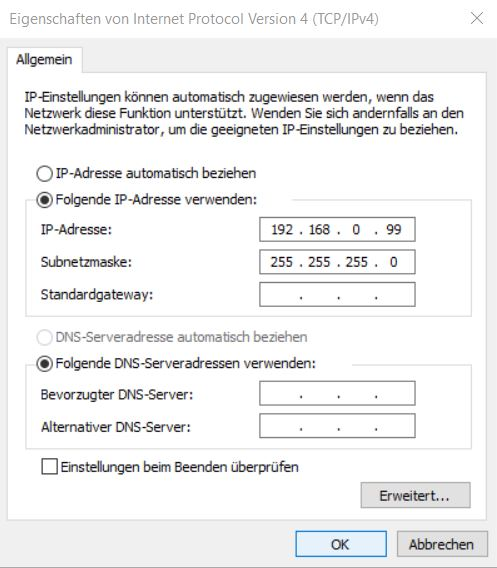 Eigenschaften von Internet Protocol Version 4 (TCP/IPv4)
Allgemein
IP-Einstellungen können automatisch zugewiesen werden, wenn das
Netzwerk diese Funktion unterstützt. Wenden Sie sich andernfalls an den
Netzwerkadministrator, um die geeigneten IP-Einstellungen zu beziehen.
IP-Adresse automatisch beziehen
Folgende IP-Adresse verwenden:
IP-Adresse: 192 . 168 . 0 . 99
Subnetzmaske: 255 . 255 . 255 . 0
Standardgateway: . . .
DNS-Serveradresse automatisch beziehen
Folgende DNS-Serveradressen verwenden:
Bevorzugter DNS-Server: . . .
Alternativer DNS-Server: . . .
Einstellungen beim Beenden überprüfen
Erweitert...
OK Abbrechen